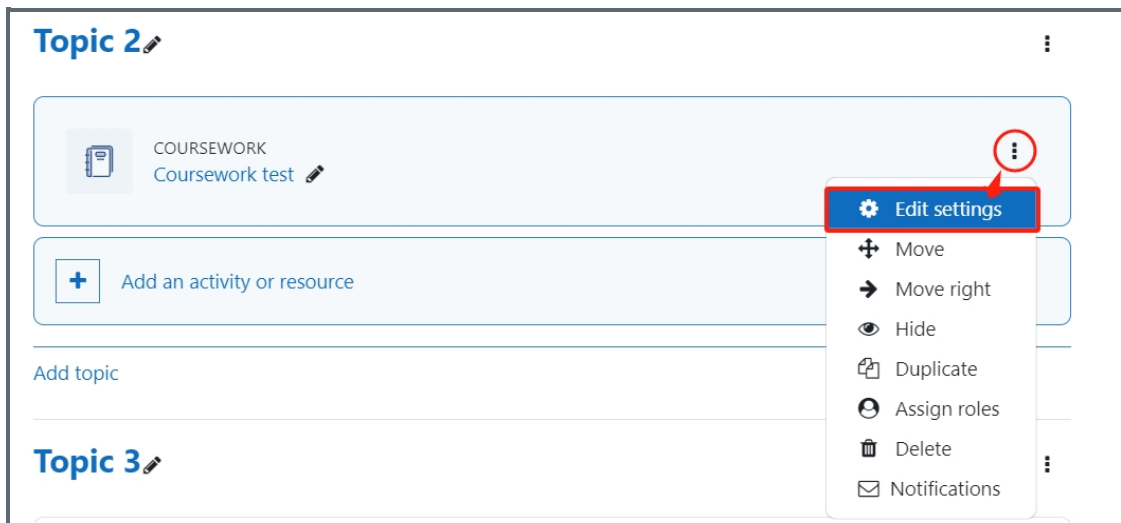 Topic 2
COURSEWORK
Coursework test
Edit settings
Move
Add an activity or resource
Move right
Hide
Add topic
Duplicate
Assign roles
Delete
Topic 3
Notifications